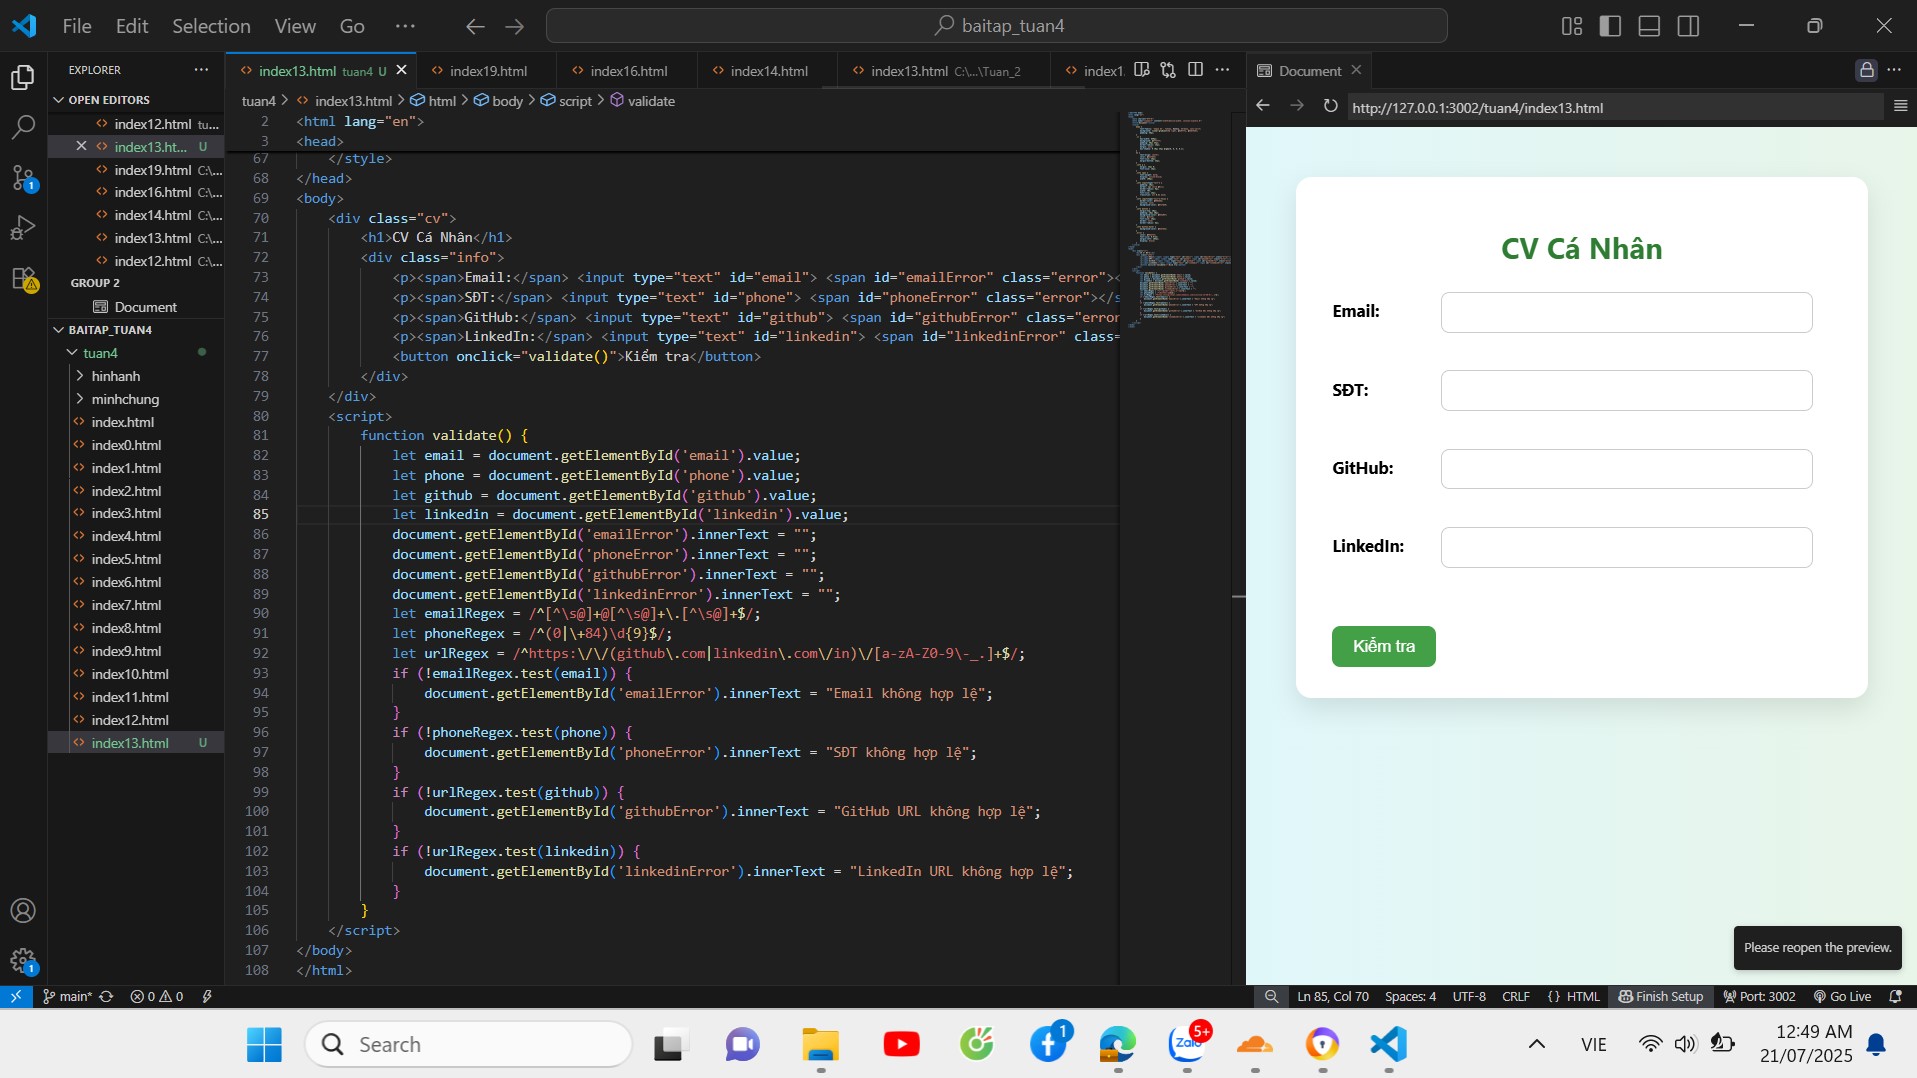 File Edit Selection View Go ··· baitap_tuan4
EXPLORER ···
OPEN EDITORS
index12.html tu...
index13.ht... U
index19.html C:\...
index16.html C:\...
index14.html C:\...
index13.html C:\...
index12.html C:\...
GROUP 2
Document
BAITAP_TUAN4
tuan4
hinhanh
minhchung
index.html
index0.html
index1.html
index2.html
index3.html
index4.html
index5.html
index6.html
index7.html
index8.html
index9.html
index10.html
index11.html
index12.html
index13.html U
index13.html tuan4 U index19.html index16.html index14.html index13.html C:\...\Tuan_2 index1.
tuan4 > index13.html > html > body > script > validate
2 <html lang="en">
3 <head>
67 </style>
68 </head>
69 <body>
70 <div class="cv">
71 <h1>CV Cá Nhân</h1>
72 <div class="info">
73 <p><span>Email:</span> <input type="text" id="email"> <span id="emailError" class="error"><
74 <p><span>SĐT:</span> <input type="text" id="phone"> <span id="phoneError" class="error"></s
75 <p><span>GitHub:</span> <input type="text" id="github"> <span id="githubError" class="error
76 <p><span>LinkedIn:</span> <input type="text" id="linkedin"> <span id="linkedinError" class=
77 <button onclick="validate()">Kiểm tra</button>
78 </div>
79 </div>
80 <script>
81 function validate() {
82 let email = document.getElementById('email').value;
83 let phone = document.getElementById('phone').value;
84 let github = document.getElementById('github').value;
85 let linkedin = document.getElementById('linkedin').value;
86 document.getElementById('emailError').innerText = "";
87 document.getElementById('phoneError').innerText = "";
88 document.getElementById('githubError').innerText = "";
89 document.getElementById('linkedinError').innerText = "";
90 let emailRegex = /^[^\s@]+@[^\s@]+\.[^\s@]+$/;
91 let phoneRegex = /^(0|\+84)\d{9}$/;
92 let urlRegex = /^https:\/\/(github\.com|linkedin\.com\/in)\/[a-zA-Z0-9\-_.]+$/;
93 if (!emailRegex.test(email)) {
94 document.getElementById('emailError').innerText = "Email không hợp lệ";
95 }
96 if (!phoneRegex.test(phone)) {
97 document.getElementById('phoneError').innerText = "SĐT không hợp lệ";
98 }
99 if (!urlRegex.test(github)) {
100 document.getElementById('githubError').innerText = "GitHub URL không hợp lệ";
101 }
102 if (!urlRegex.test(linkedin)) {
103 document.getElementById('linkedinError').innerText = "LinkedIn URL không hợp lệ";
104 }
105 }
106 </script>
107 </body>
108 </html>
Document
http://127.0.0.1:3002/tuan4/index13.html
CV Cá Nhân
Email:
SĐT:
GitHub:
LinkedIn:
Kiểm tra
Please reopen the preview.
main* 0 0 Ln 85, Col 70 Spaces: 4 UTF-8 CRLF {} HTML Finish Setup Port: 3002 Go Live
Search 1 Zalo 5+ VIE 12:49 AM
21/07/2025